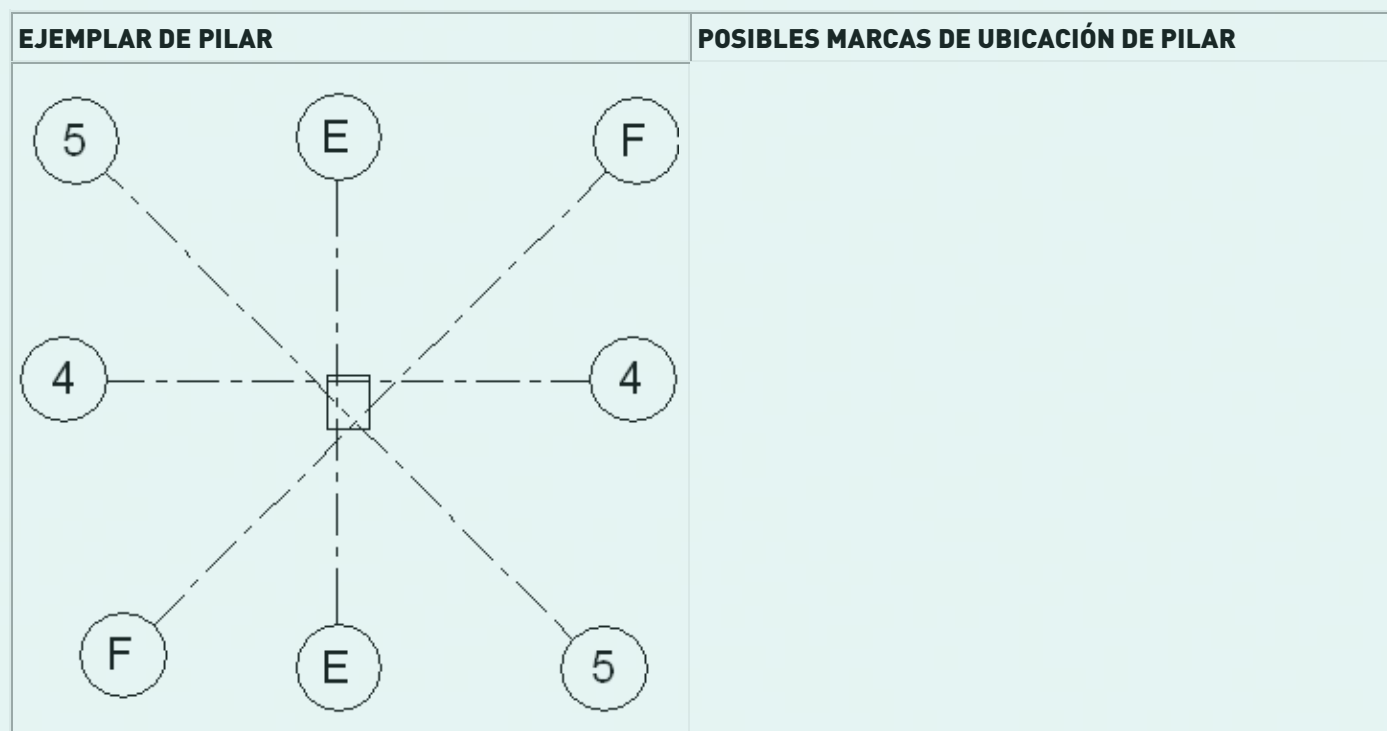 EJEMPLAR DE PILAR
POSIBLES MARCAS DE UBICACIÓN DE PILAR
5 E F
4 4
F E 5